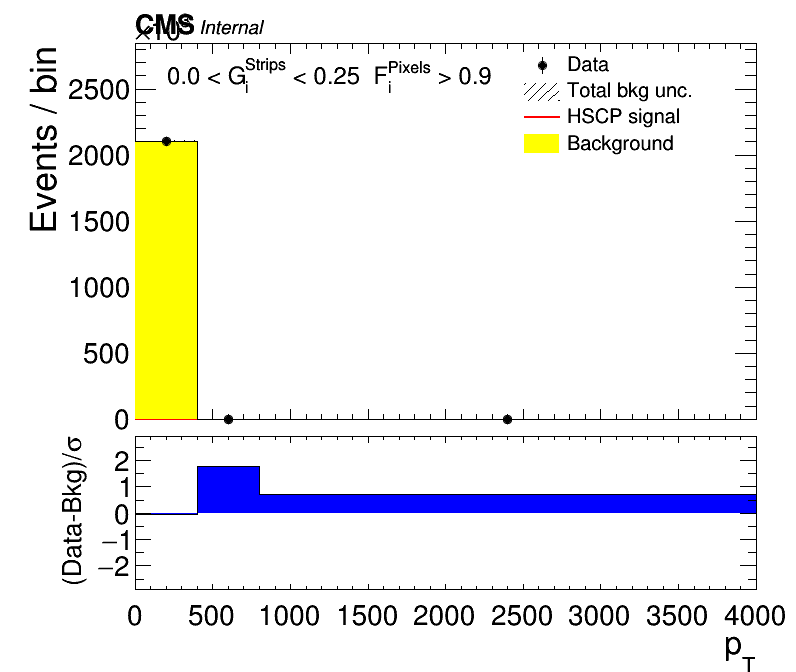 CMS Internal
×10³
0.0 < G_i^Strips < 0.25 F_i^Pixels > 0.9
Data
Total bkg unc.
HSCP signal
Background
Events / bin
2500
2000
1500
1000
500
0
(Data-Bkg)/σ
2
1
0
−1
−2
0 500 1000 1500 2000 2500 3000 3500 4000
p_T